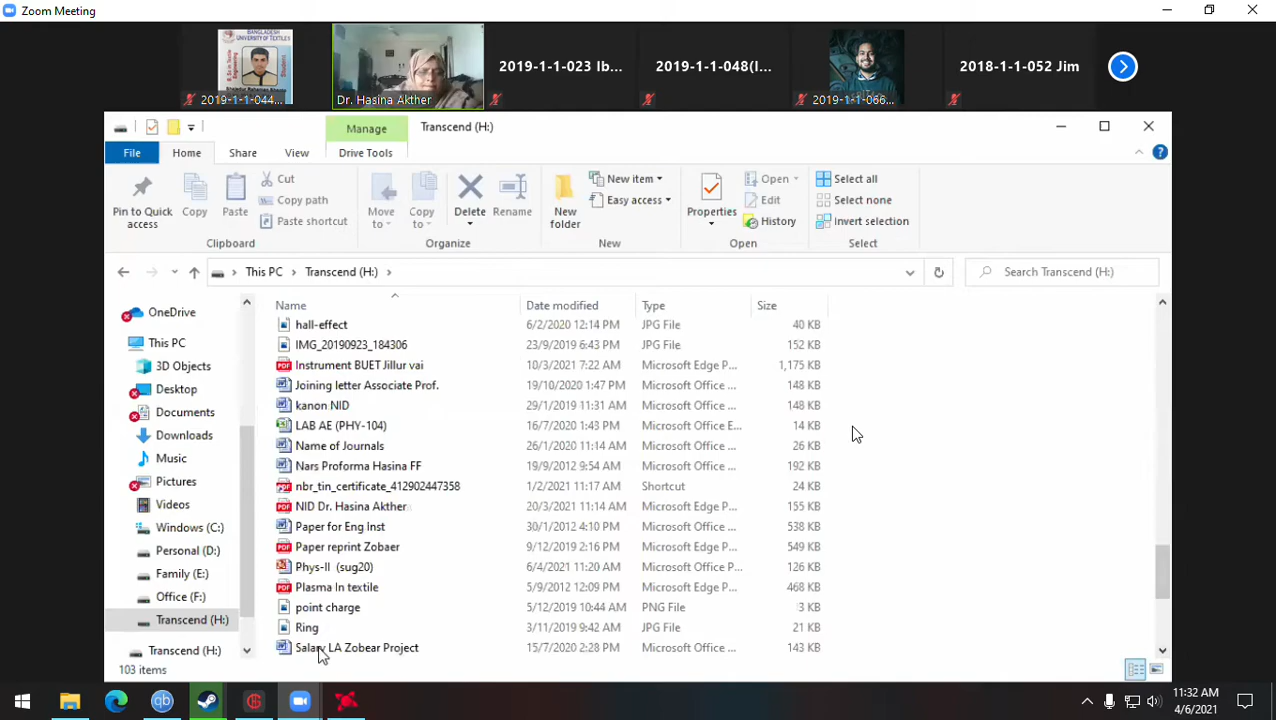 Zoom Meeting
BANGLADESH
UNIVERSITY OF TEXTILES
B.Sc in Textile
Engineering
Student
2019-1-1-044...
Dr. Hasina Akther
2019-1-1-023 Ib...
2019-1-1-048(I...
2019-1-1-066...
2018-1-1-052 Jim
Manage
Transcend (H:)
File
Home
Share
View
Drive Tools
Pin to Quick
access
Copy
Paste
Cut
Copy path
Paste shortcut
Clipboard
Move
to
Copy
to
Delete
Rename
Organize
New
folder
New item
Easy access
New
Properties
Open
Edit
History
Open
Select all
Select none
Invert selection
Select
This PC > Transcend (H:) >
Search Transcend (H:)
OneDrive
This PC
3D Objects
Desktop
Documents
Downloads
Music
Pictures
Videos
Windows (C:)
Personal (D:)
Family (E:)
Office (F:)
Transcend (H:)
Transcend (H:)
Name Date modified Type Size
hall-effect 6/2/2020 12:14 PM JPG File 40 KB
IMG_20190923_184306 23/9/2019 6:43 PM JPG File 152 KB
Instrument BUET Jillur vai 10/3/2021 7:22 AM Microsoft Edge P... 1,175 KB
Joining letter Associate Prof. 19/10/2020 1:47 PM Microsoft Office ... 148 KB
kanon NID 29/1/2019 11:31 AM Microsoft Office ... 148 KB
LAB AE (PHY-104) 16/7/2020 1:43 PM Microsoft Office E... 14 KB
Name of Journals 26/1/2020 11:14 AM Microsoft Office ... 26 KB
Nars Proforma Hasina FF 19/9/2012 9:54 AM Microsoft Office ... 192 KB
nbr_tin_certificate_412902447358 1/2/2021 11:17 AM Shortcut 24 KB
NID Dr. Hasina Akther 20/3/2021 11:14 AM Microsoft Edge P... 155 KB
Paper for Eng Inst 30/1/2012 4:10 PM Microsoft Office ... 538 KB
Paper reprint Zobaer 9/12/2019 2:16 PM Microsoft Edge P... 549 KB
Phys-II (sug20) 6/4/2021 11:20 AM Microsoft Office P... 126 KB
Plasma In textile 5/9/2012 12:09 PM Microsoft Edge P... 468 KB
point charge 5/12/2019 10:44 AM PNG File 3 KB
Ring 3/11/2019 9:42 AM JPG File 21 KB
Salary LA Zobear Project 15/7/2020 2:28 PM Microsoft Office ... 143 KB
103 items
11:32 AM
4/6/2021